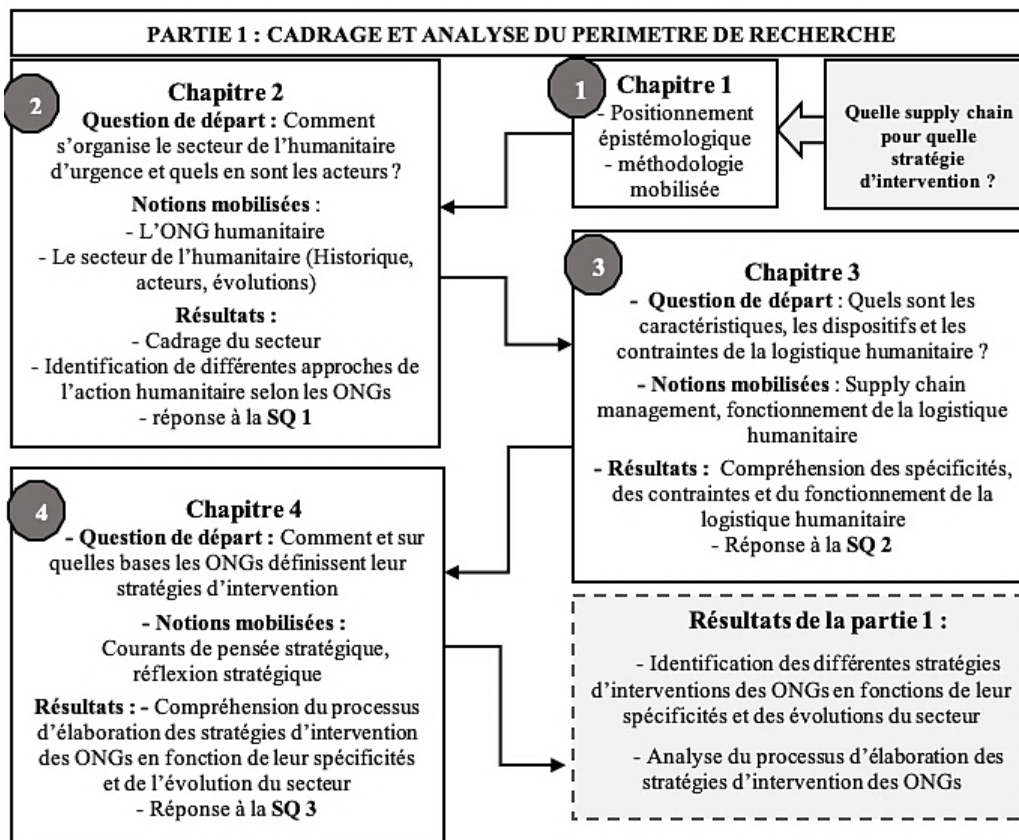 PARTIE 1 : CADRAGE ET ANALYSE DU PERIMETRE DE RECHERCHE
Quelle supply chain
pour quelle
stratégie
d’intervention ?
1
Chapitre 1
- Positionnement
épistémologique
- méthodologie
mobilisée
2
Chapitre 2
Question de départ : Comment
s’organise le secteur de l’humanitaire
d’urgence et quels en sont les acteurs ?
Notions mobilisées :
- L’ONG humanitaire
- Le secteur de l’humanitaire (Historique,
acteurs, évolutions)
Résultats :
- Cadrage du secteur
- Identification de différentes approches de
l’action humanitaire selon les ONGs
- réponse à la SQ 1
3
Chapitre 3
- Question de départ : Quels sont les
caractéristiques, les dispositifs et les
contraintes de la logistique humanitaire ?
- Notions mobilisées : Supply chain
management, fonctionnement de la logistique
humanitaire
- Résultats : Compréhension des spécificités,
des contraintes et du fonctionnement de la
logistique humanitaire
- Réponse à la SQ 2
4
Chapitre 4
- Question de départ : Comment et sur
quelles bases les ONGs définissent leur
stratégies d’intervention
- Notions mobilisées :
Courants de pensée stratégique,
réflexion stratégique
Résultats : - Compréhension du processus
d’élaboration des stratégies d’intervention
des ONGs en fonction de leur spécificités
et de l’évolution du secteur
- Réponse à la SQ 3
Résultats de la partie 1 :
- Identification des différentes stratégies
d’interventions des ONGs en fonctions de leur
spécificités et des évolutions du secteur
- Analyse du processus d’élaboration des
stratégies d’intervention des ONGs